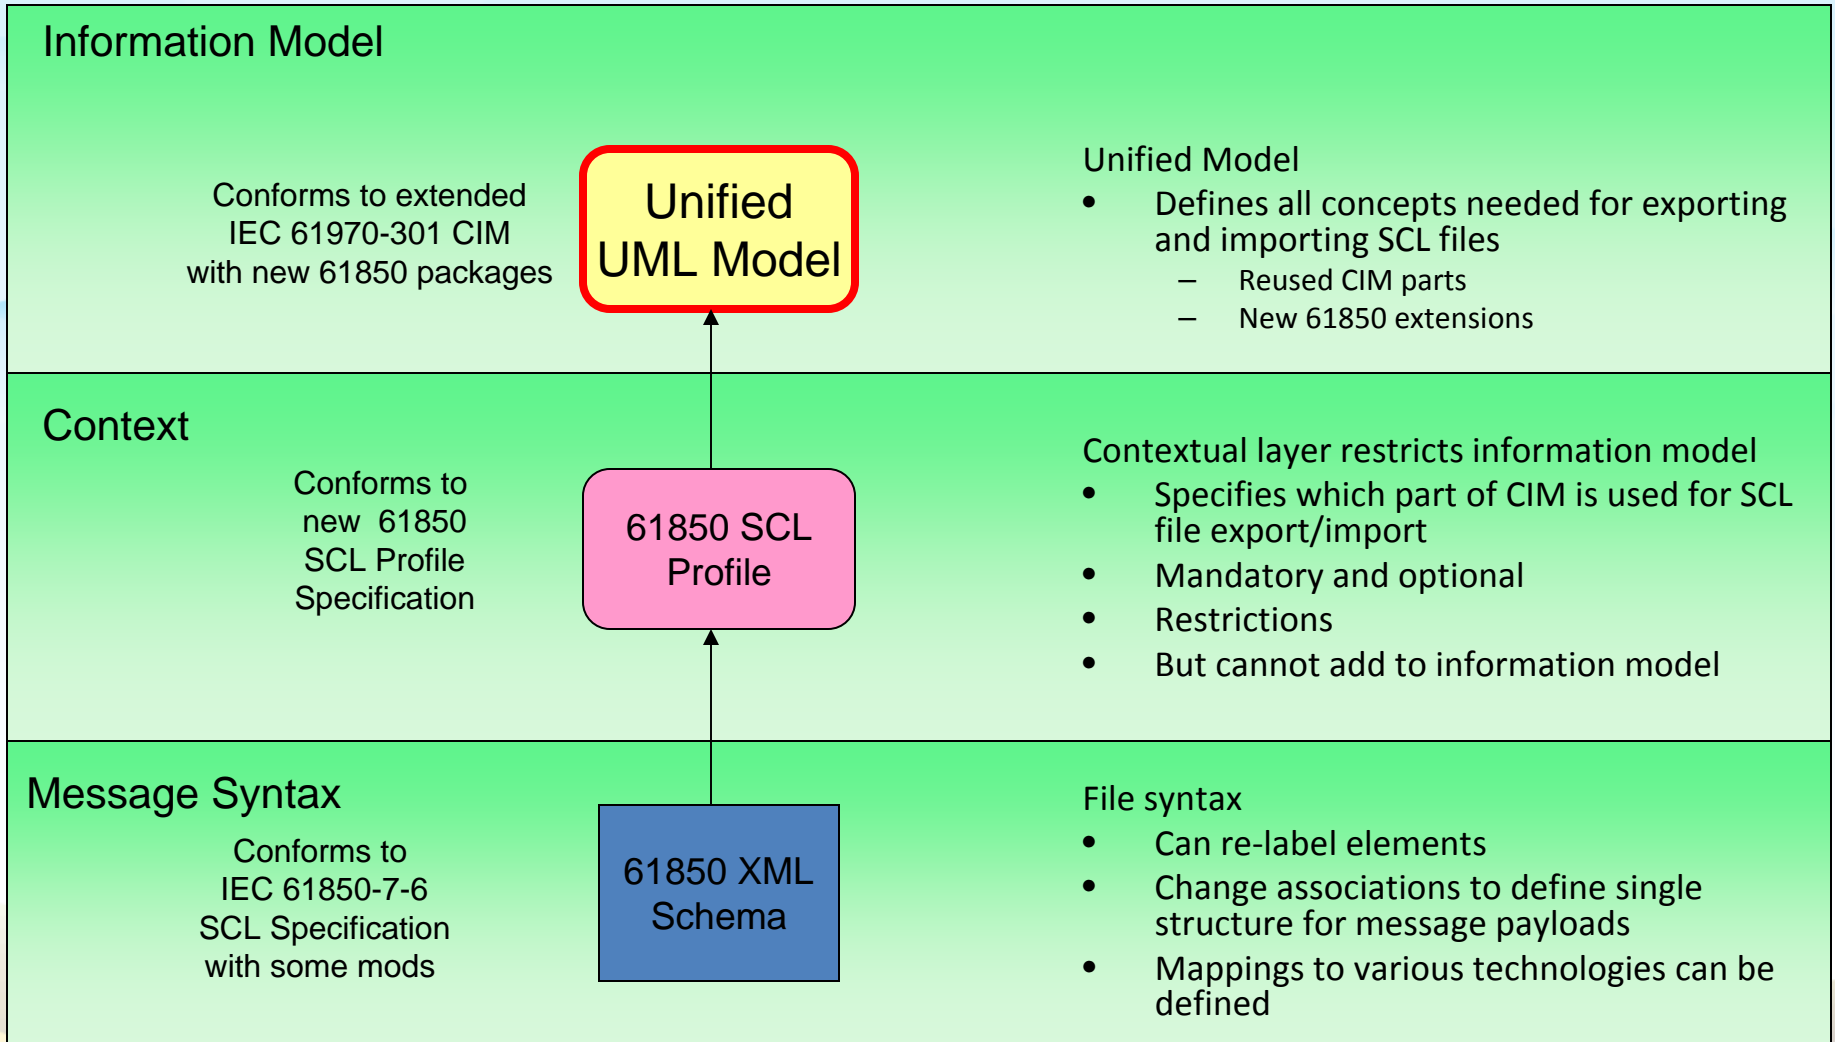 Information Model
Conforms to extended
IEC 61970-301 CIM
with new 61850 packages
Unified
UML Model
Unified Model
• Defines all concepts needed for exporting
and importing SCL files
– Reused CIM parts
– New 61850 extensions
Context
Conforms to
new 61850
SCL Profile
Specification
61850 SCL
Profile
Contextual layer restricts information model
• Specifies which part of CIM is used for SCL
file export/import
• Mandatory and optional
• Restrictions
• But cannot add to information model
Message Syntax
Conforms to
IEC 61850-7-6
SCL Specification
with some mods
61850 XML
Schema
File syntax
• Can re-label elements
• Change associations to define single
structure for message payloads
• Mappings to various technologies can be
defined